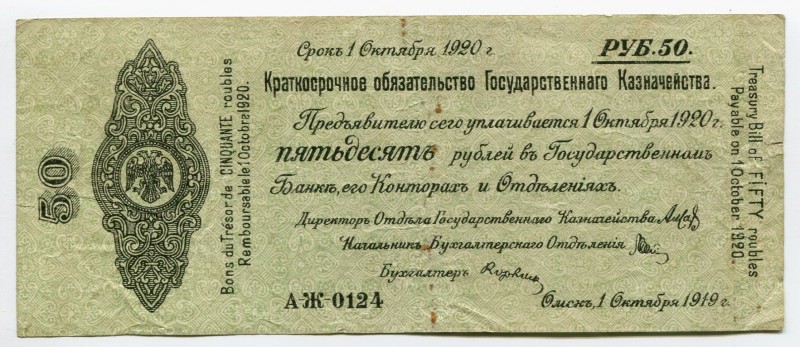 Срокъ 1 Октября 1920 г.
РУБ. 50.
Краткосрочное обязательство Государственнаго Казначейства.
Предъявителю сего уплачивается 1 Октября 1920 г.
пятьдесятъ рублей въ Государственномъ
Банкѣ, его Конторахъ и Отдѣленіяхъ.
Директоръ Отдѣла Государственнаго Казначейства
Начальникъ Бухгалтерскаго Отдѣленія
Бухгалтеръ
А-Ж-0124
Омскъ, 1 Октября 1919 г.
50
Bons du Trésor de CINQUANTE roubles
Remboursable le 1 Octobre 1920.
Treasury Bill of FIFTY roubles
Payable on 1 October 1920.